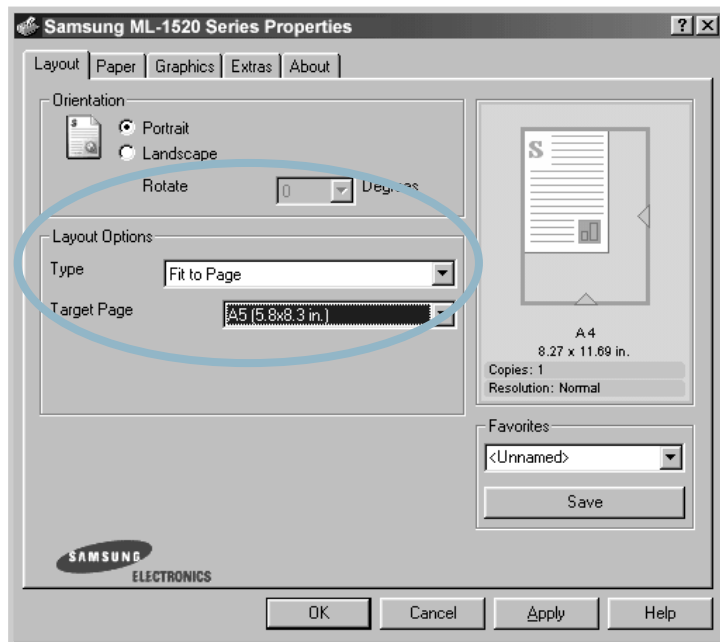 Samsung ML-1520 Series Properties
Layout Paper Graphics Extras About
Orientation
Portrait
Landscape
Rotate 0 Degrees
Layout Options
Type Fit to Page
Target Page A5 (5.8x8.3 in.)
S
S
A4
8.27 x 11.69 in.
Copies: 1
Resolution: Normal
Favorites
<Unnamed>
Save
SAMSUNG
ELECTRONICS
OK Cancel Apply Help